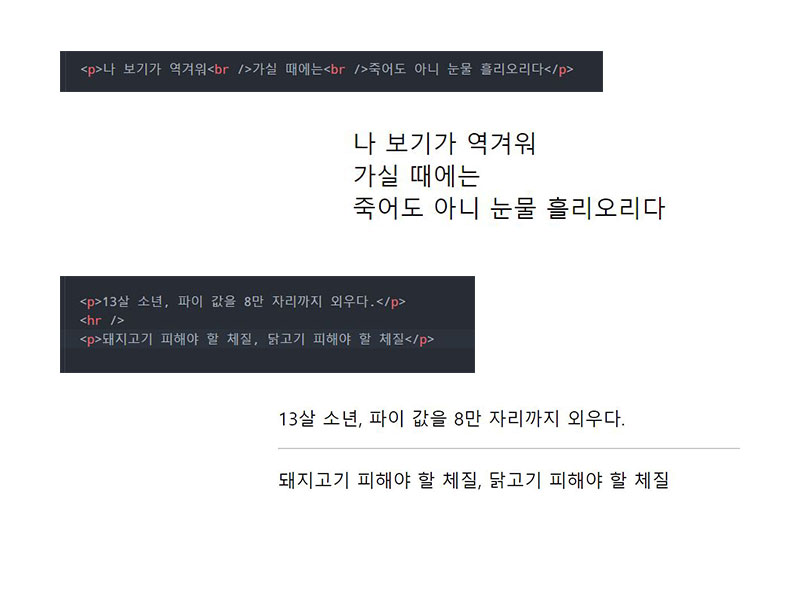 <p>나 보기가 역겨워<br />가실 때에는<br />죽어도 아니 눈물 흘리오리다</p>
나 보기가 역겨워
가실 때에는
죽어도 아니 눈물 흘리오리다
<p>13살 소년, 파이 값을 8만 자리까지 외우다.</p>
<hr />
<p>돼지고기 피해야 할 체질, 닭고기 피해야 할 체질</p>
13살 소년, 파이 값을 8만 자리까지 외우다.
돼지고기 피해야 할 체질, 닭고기 피해야 할 체질